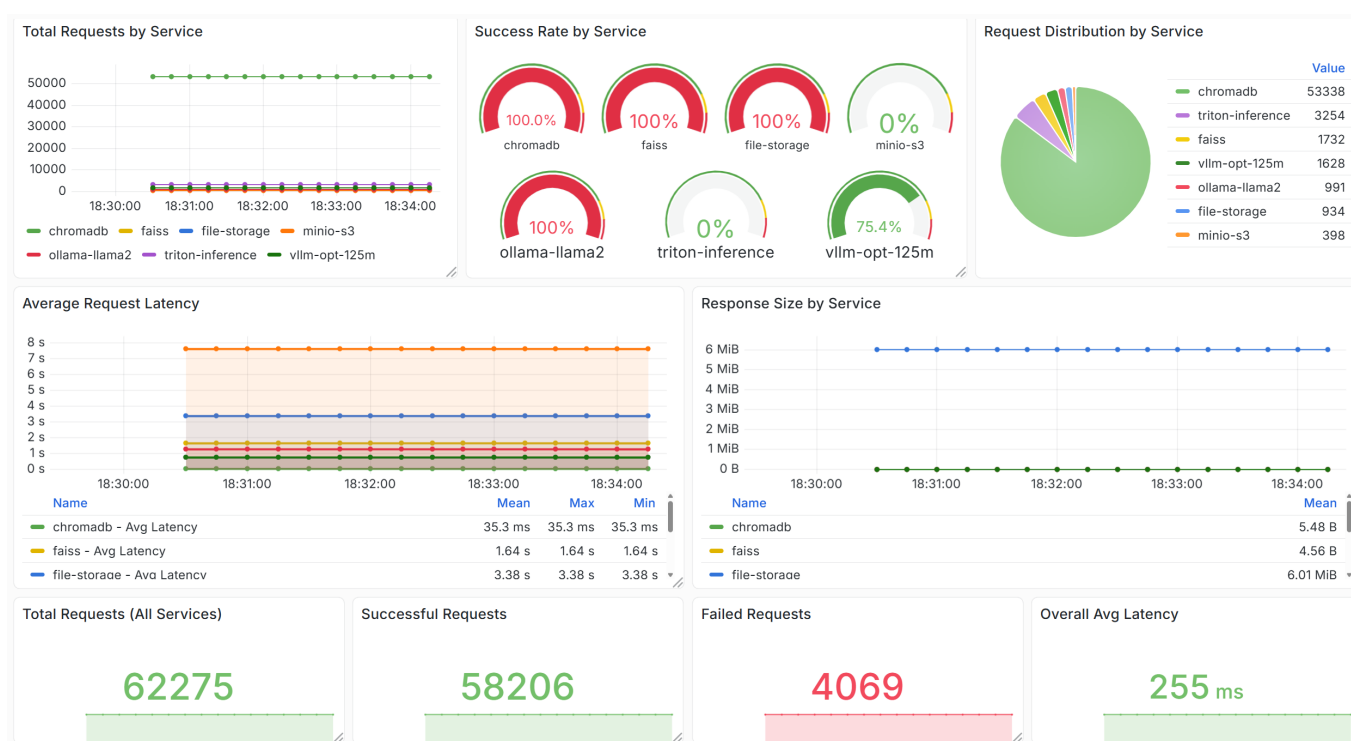 Total Requests by Service
50000
40000
30000
20000
10000
0
18:30:00 18:31:00 18:32:00 18:33:00 18:34:00
chromadb faiss file-storage minio-s3
ollama-llama2 triton-inference vllm-opt-125m
Success Rate by Service
100.0% 100% 100% 0%
chromadb faiss file-storage minio-s3
100% 0% 75.4%
ollama-llama2 triton-inference vllm-opt-125m
Request Distribution by Service
Value
chromadb 53338
triton-inference 3254
faiss 1732
vllm-opt-125m 1628
ollama-llama2 991
file-storage 934
minio-s3 398
Average Request Latency
8 s
7 s
6 s
5 s
4 s
3 s
2 s
1 s
0 s
18:30:00 18:31:00 18:32:00 18:33:00 18:34:00
Name Mean Max Min
chromadb - Avg Latency 35.3 ms 35.3 ms 35.3 ms
faiss - Avg Latency 1.64 s 1.64 s 1.64 s
file-storage - Avg Latency 3.38 s 3.38 s 3.38 s
Response Size by Service
6 MiB
5 MiB
4 MiB
3 MiB
2 MiB
1 MiB
0 B
18:30:00 18:31:00 18:32:00 18:33:00 18:34:00
Name Mean
chromadb 5.48 B
faiss 4.56 B
file-storage 6.01 MiB
Total Requests (All Services)
62275
Successful Requests
58206
Failed Requests
4069
Overall Avg Latency
255 ms